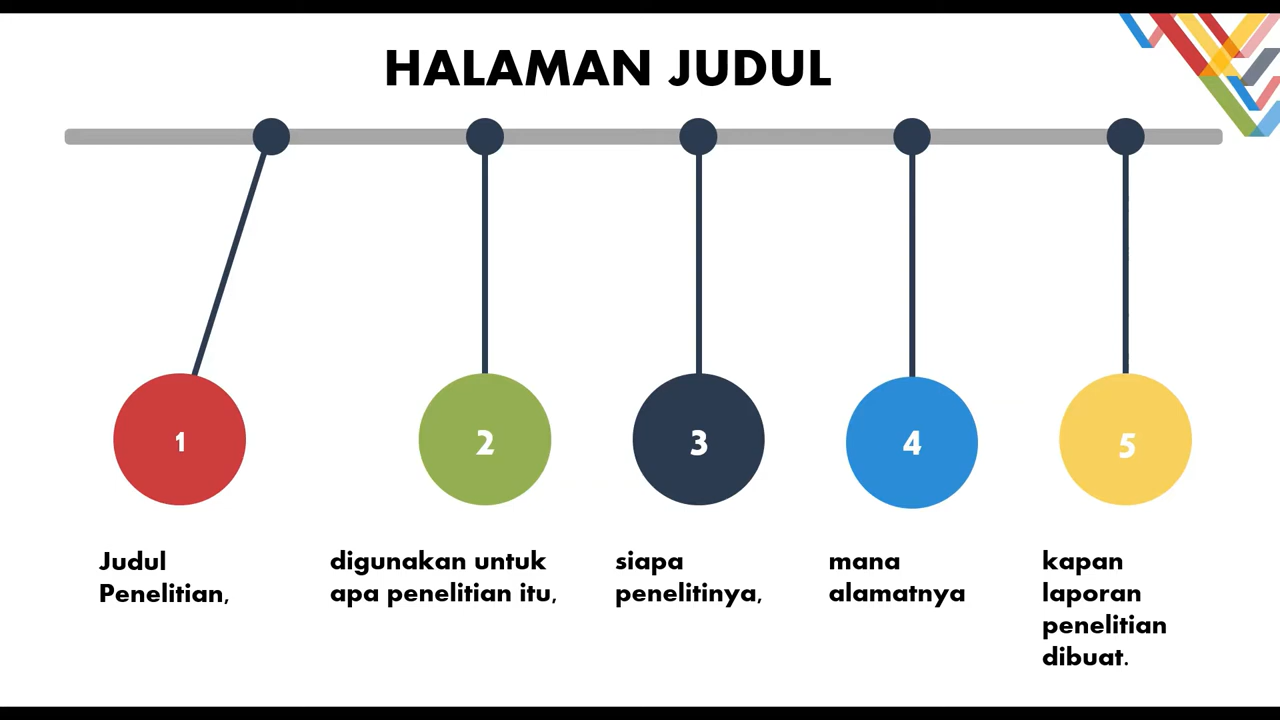 HALAMAN JUDUL
1
2
3
4
5
Judul
Penelitian,
digunakan untuk
apa penelitian itu,
siapa
penelitinya,
mana
alamatnya
kapan
laporan
penelitian
dibuat.